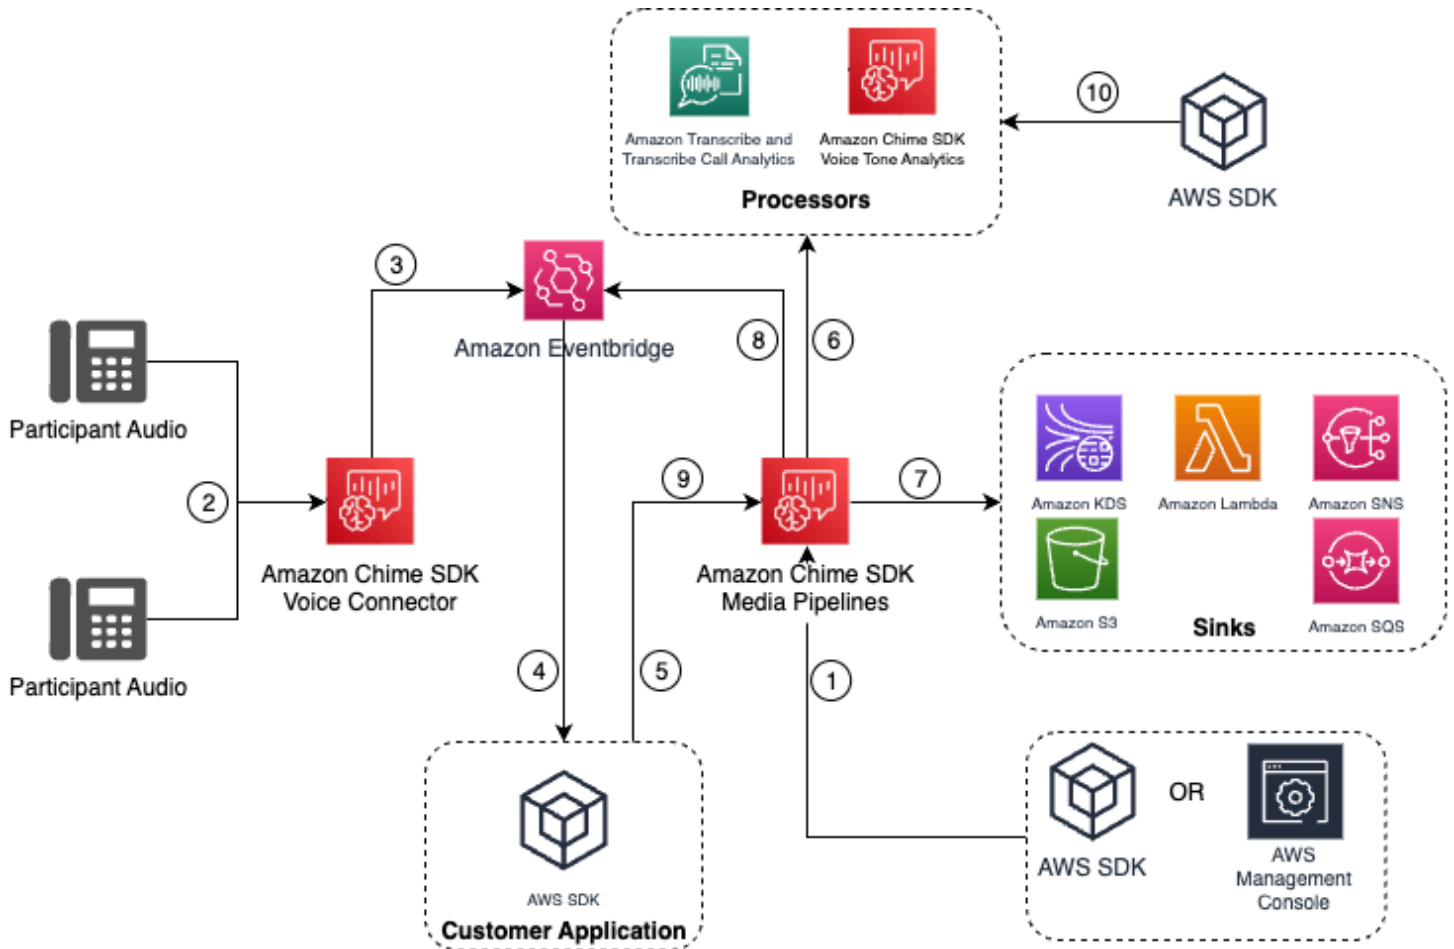 Amazon Transcribe and
Transcribe Call Analytics
Amazon Chime SDK
Voice Tone Analytics
Processors
10
AWS SDK
3
Amazon Eventbridge
8
6
Participant Audio
2
Amazon Chime SDK
Voice Connector
9
7
Amazon Chime SDK
Media Pipelines
Amazon KDS
Amazon Lambda
Amazon SNS
Amazon S3
Sinks
Amazon SQS
Participant Audio
4
5
1
AWS SDK
Customer Application
AWS SDK
OR
AWS
Management
Console